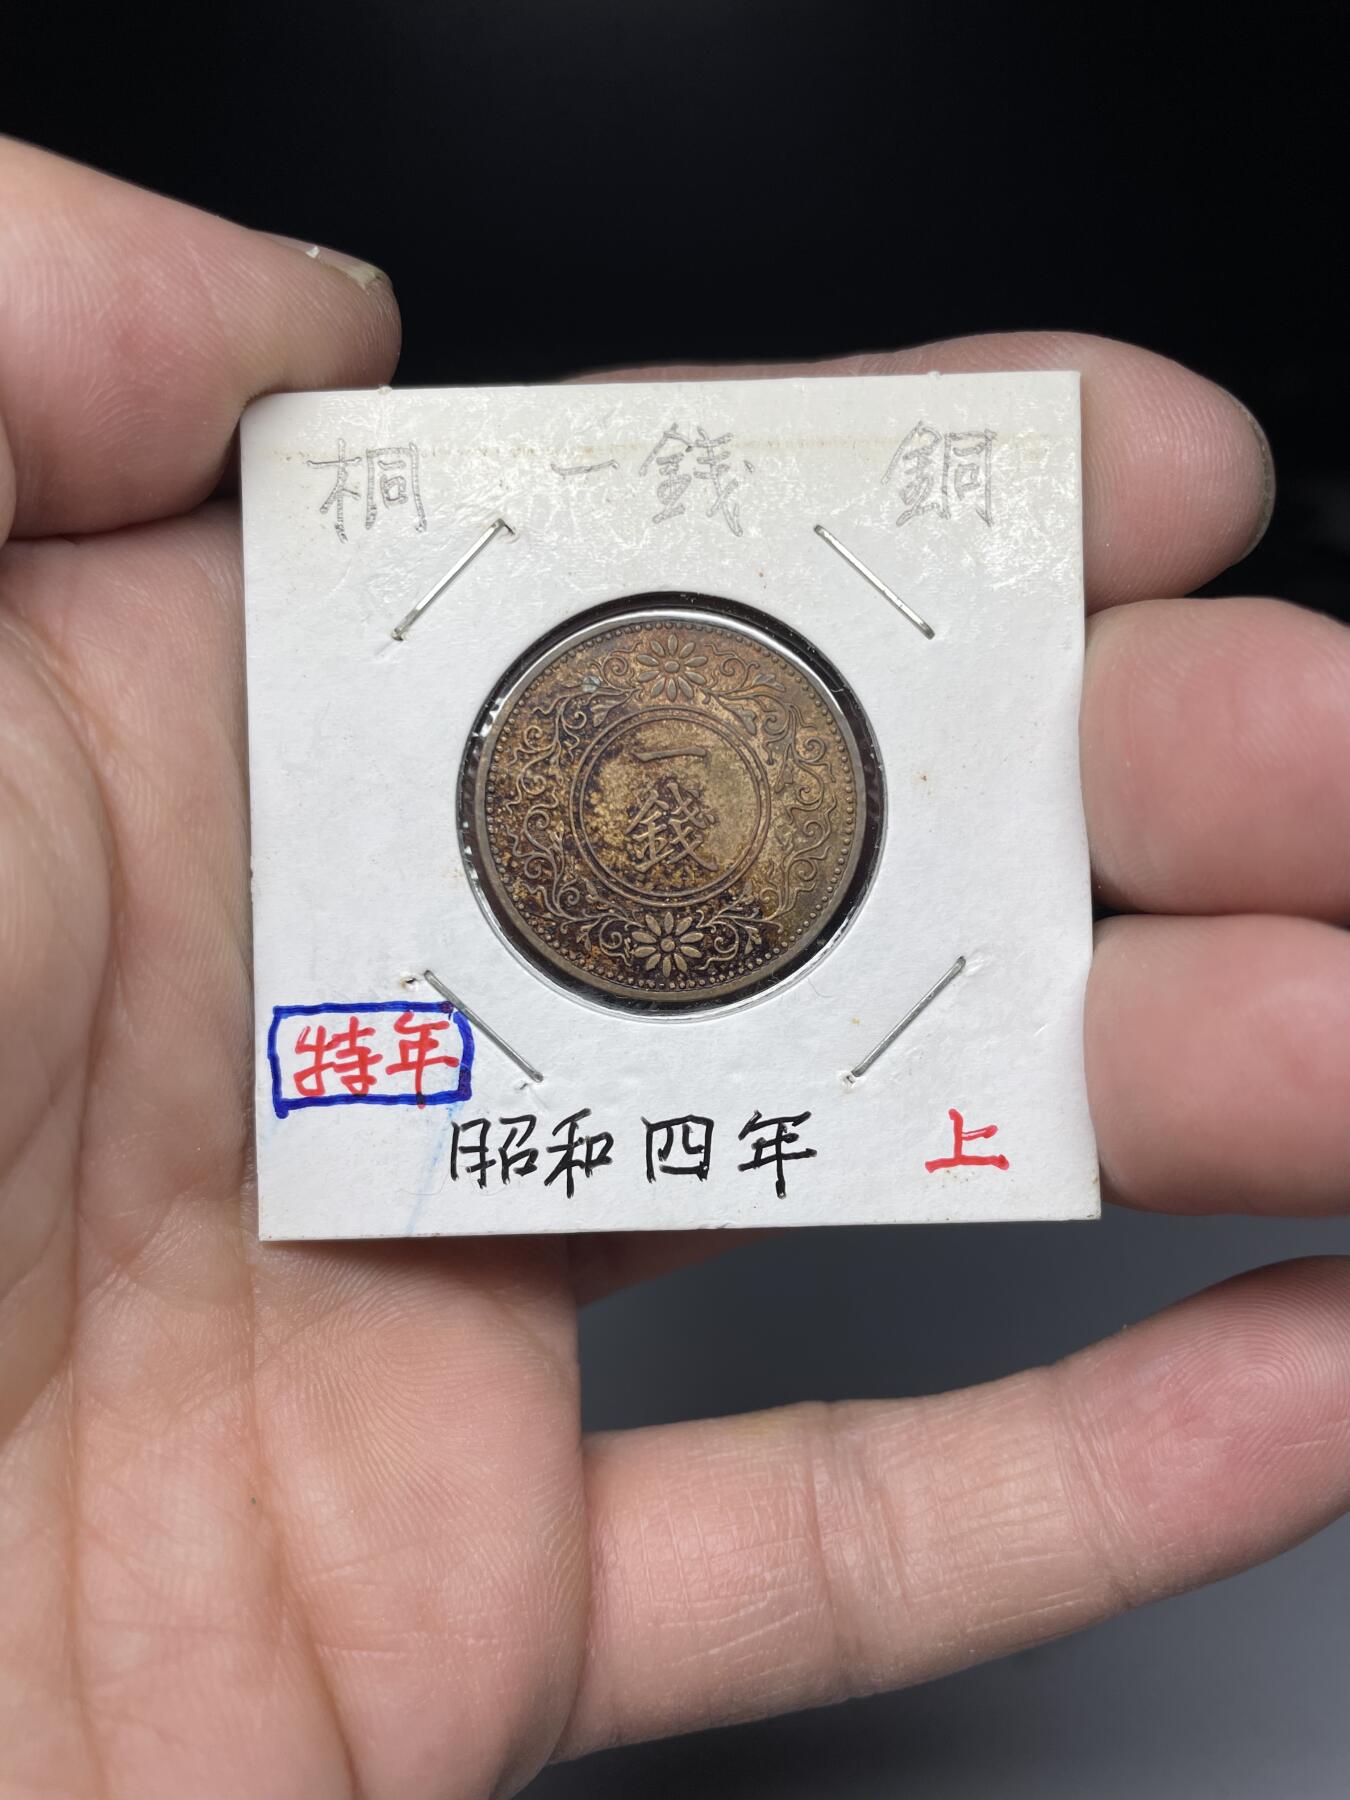 桐 一銭 銅
一
錢
特年
昭和四年 上